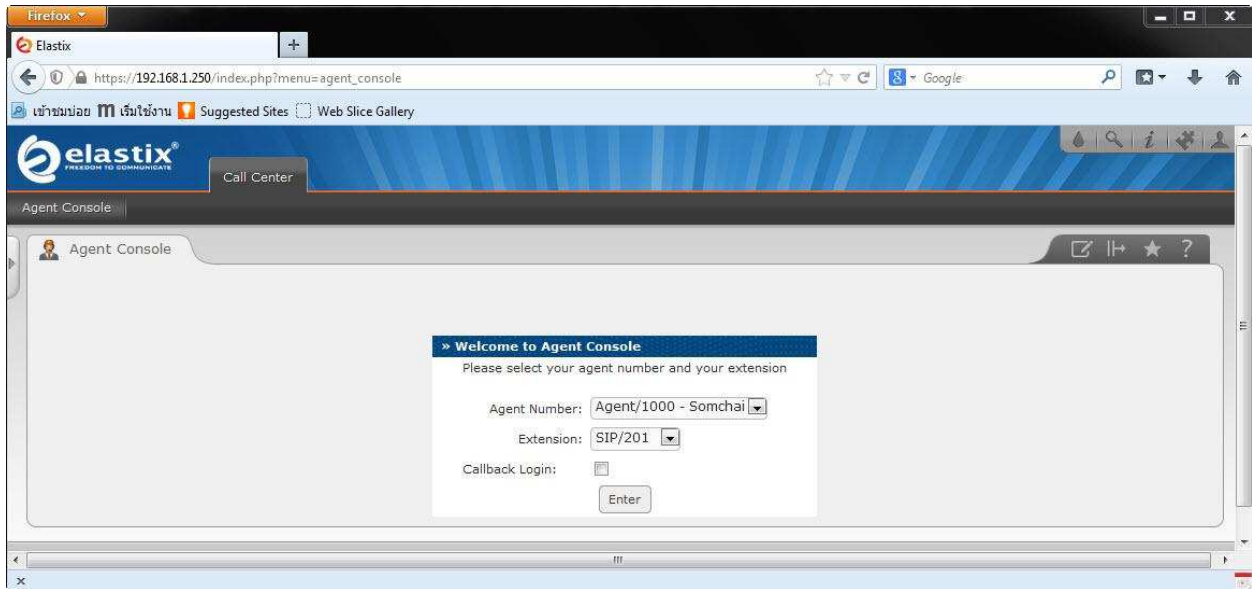 Firefox
Elastix
https://192.168.1.250/index.php?menu=agent_console
Google
เข้าชมบ่อย เริ่มใช้งาน Suggested Sites Web Slice Gallery
elastix®
FREEDOM TO COMMUNICATE
Call Center
Agent Console
Agent Console
» Welcome to Agent Console
Please select your agent number and your extension
Agent Number: Agent/1000 - Somchai
Extension: SIP/201
Callback Login:
Enter